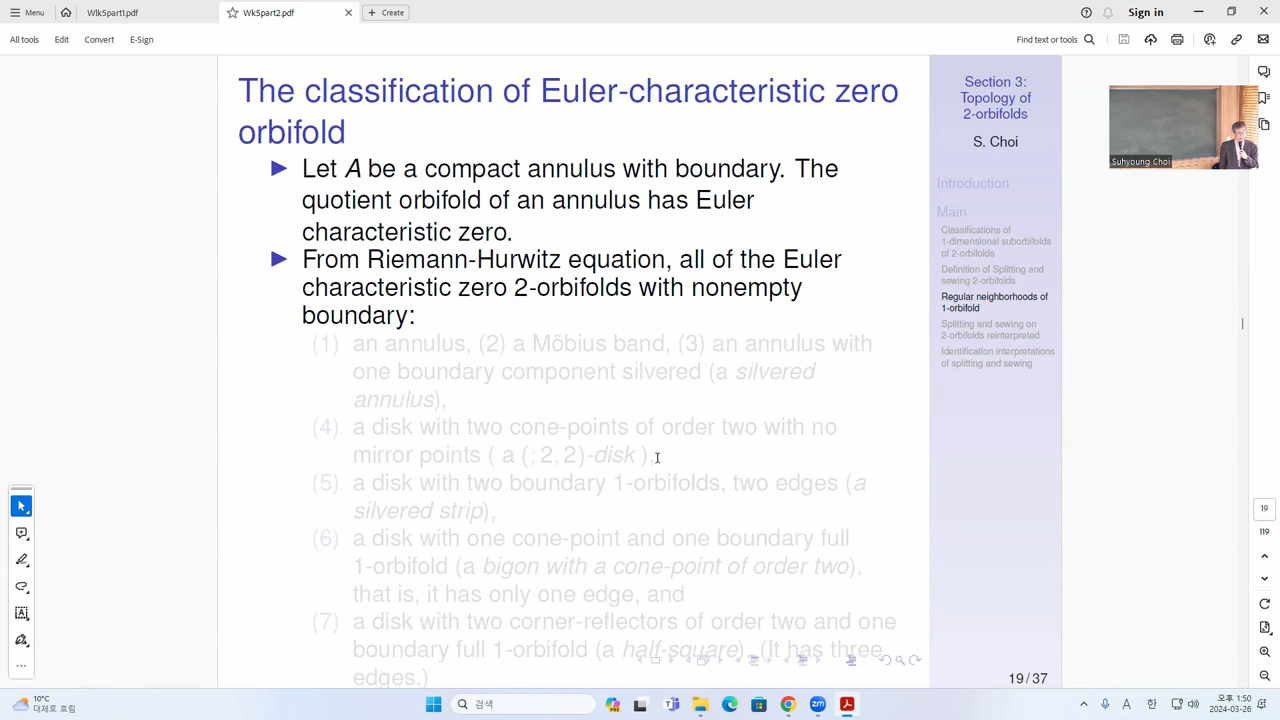 Menu
Wlk5part1.pdf
Wk5part2.pdf
Create
Sign in
All tools
Edit
Convert
E-Sign
Find text or tools
The classification of Euler-characteristic zero
orbifold
Let A be a compact annulus with boundary. The
quotient orbifold of an annulus has Euler
characteristic zero.
From Riemann-Hurwitz equation, all of the Euler
characteristic zero 2-orbifolds with nonempty
boundary:
(1) an annulus, (2) a Möbius band, (3) an annulus with
one boundary component silvered (a silvered
annulus),
(4) a disk with two cone-points of order two with no
mirror points ( a (; 2, 2)-disk ),
(5) a disk with two boundary 1-orbifolds, two edges (a
silvered strip),
(6) a disk with one cone-point and one boundary full
1-orbifold (a bigon with a cone-point of order two),
that is, it has only one edge, and
(7) a disk with two corner-reflectors of order two and one
boundary full 1-orbifold (a half-square). (It has three
edges.)
Section 3:
Topology of
2-orbifolds
S. Choi
Introduction
Main
Classifications of
1-dimensional suborbifolds
of 2-orbifolds
Definition of Splitting and
sewing 2-orbifolds
Regular neighborhoods of
1-orbifold
Splitting and sewing on
2-orbifolds reinterpreted
Identification interpretations
of splitting and sewing
19/37
Suhyoung Choi
19
119
10°C
대체로 흐림
검색
A
한
오후 1:50
2024-03-26